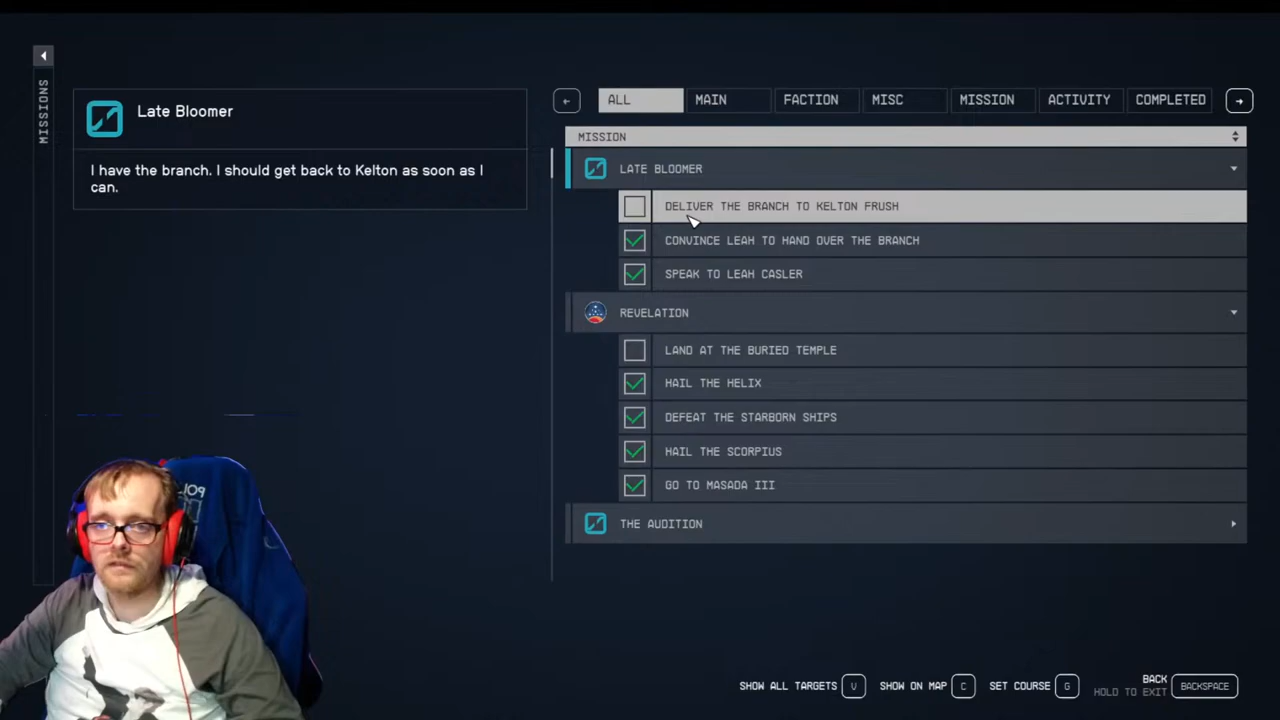 MISSIONS
Late Bloomer
I have the branch. I should get back to Kelton as soon as I
can.
ALL
MAIN
FACTION
MISC
MISSION
ACTIVITY
COMPLETED
MISSION
LATE BLOOMER
DELIVER THE BRANCH TO KELTON FRUSH
CONVINCE LEAH TO HAND OVER THE BRANCH
SPEAK TO LEAH CASLER
REVELATION
LAND AT THE BURIED TEMPLE
HAIL THE HELIX
DEFEAT THE STARBORN SHIPS
HAIL THE SCORPIUS
GO TO MASADA III
THE AUDITION
SHOW ALL TARGETS V
SHOW ON MAP C
SET COURSE G
BACK
HOLD TO EXIT
BACKSPACE